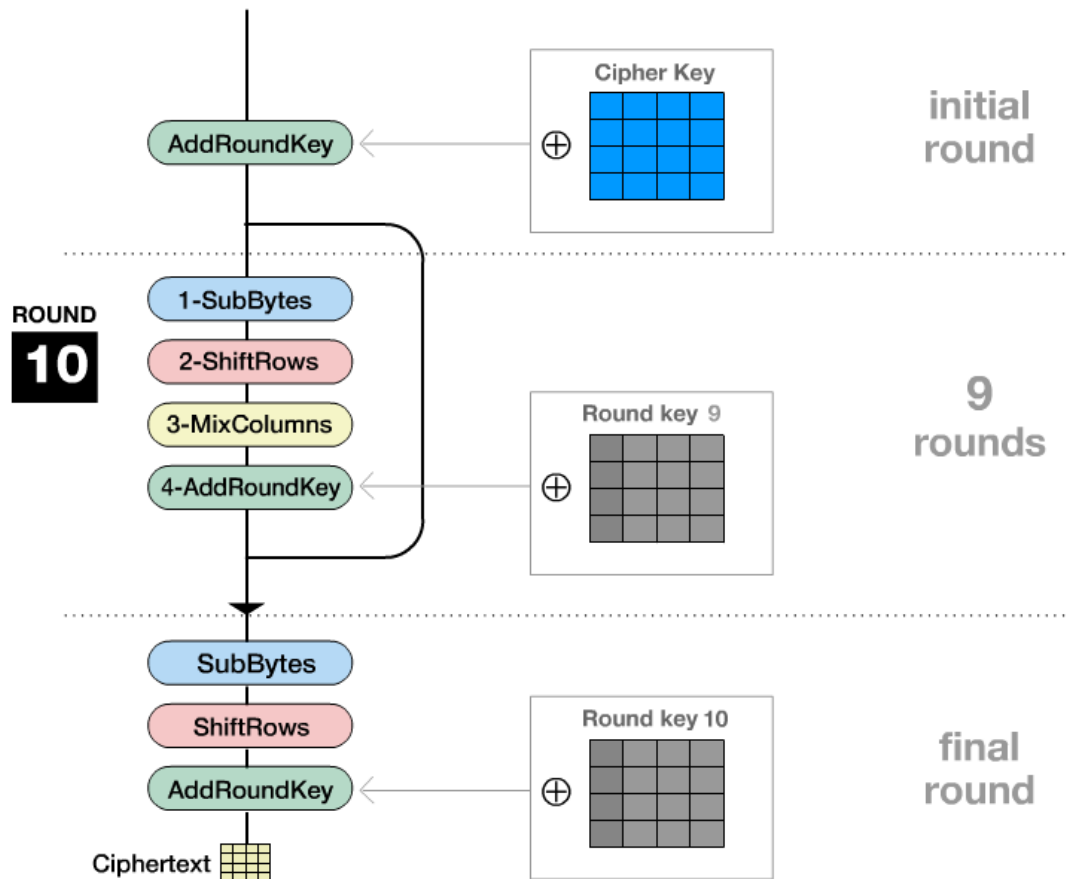 Cipher Key
AddRoundKey
initial
round
1-SubBytes
ROUND
10
2-ShiftRows
3-MixColumns
4-AddRoundKey
Round key 9
9
rounds
SubBytes
ShiftRows
AddRoundKey
Round key 10
final
round
Ciphertext